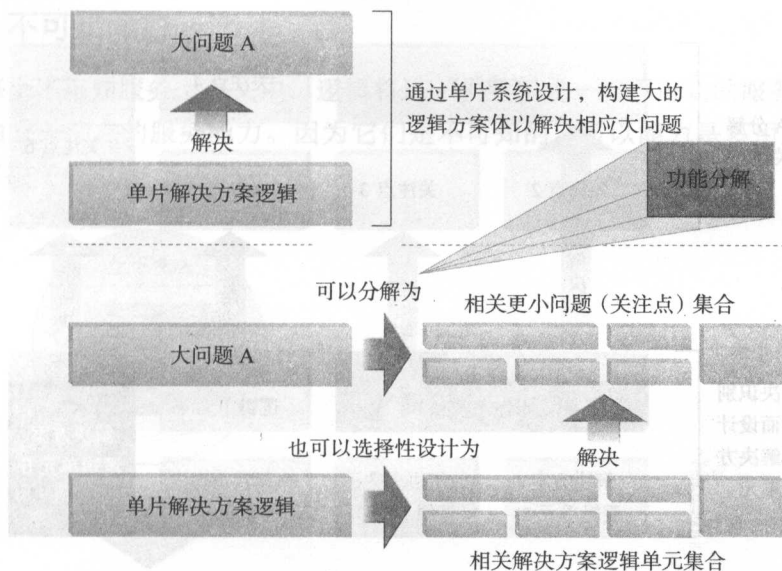 大问题 A
解决
单片解决方案逻辑
通过单片系统设计，构建大的
逻辑方案体以解决相应大问题
功能分解
可以分解为
相关更小问题（关注点）集合
大问题 A
也可以选择性设计为
解决
单片解决方案逻辑
相关解决方案逻辑单元集合